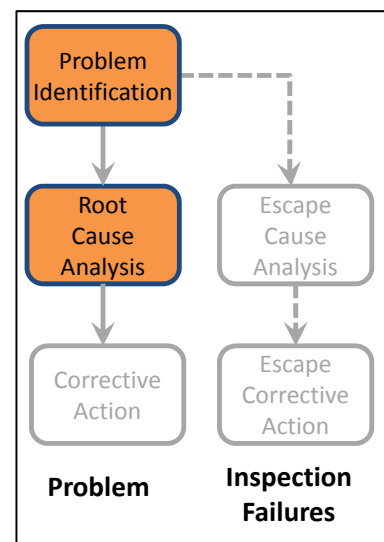 Problem
Identification
Root
Cause
Analysis
Escape
Cause
Analysis
Corrective
Action
Escape
Corrective
Action
Problem
Inspection
Failures